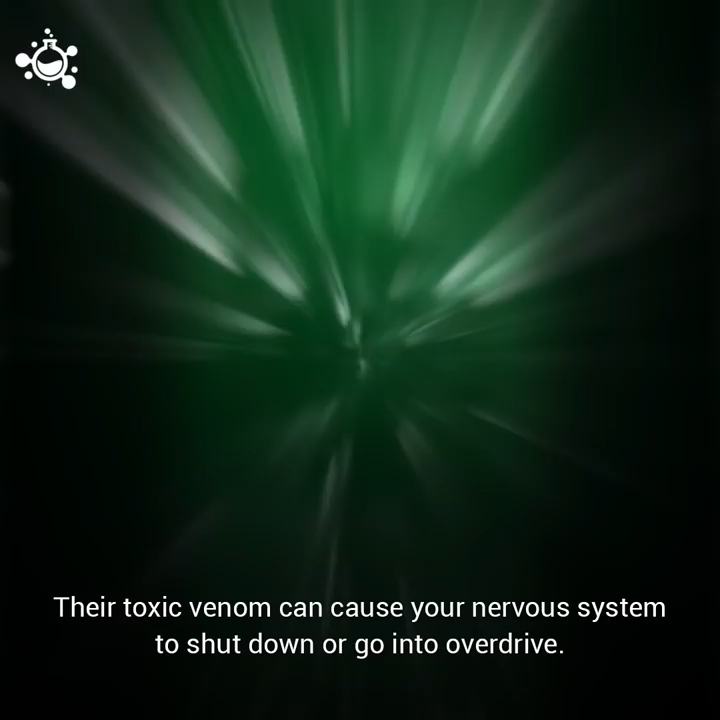 Their toxic venom can cause your nervous system
to shut down or go into overdrive.